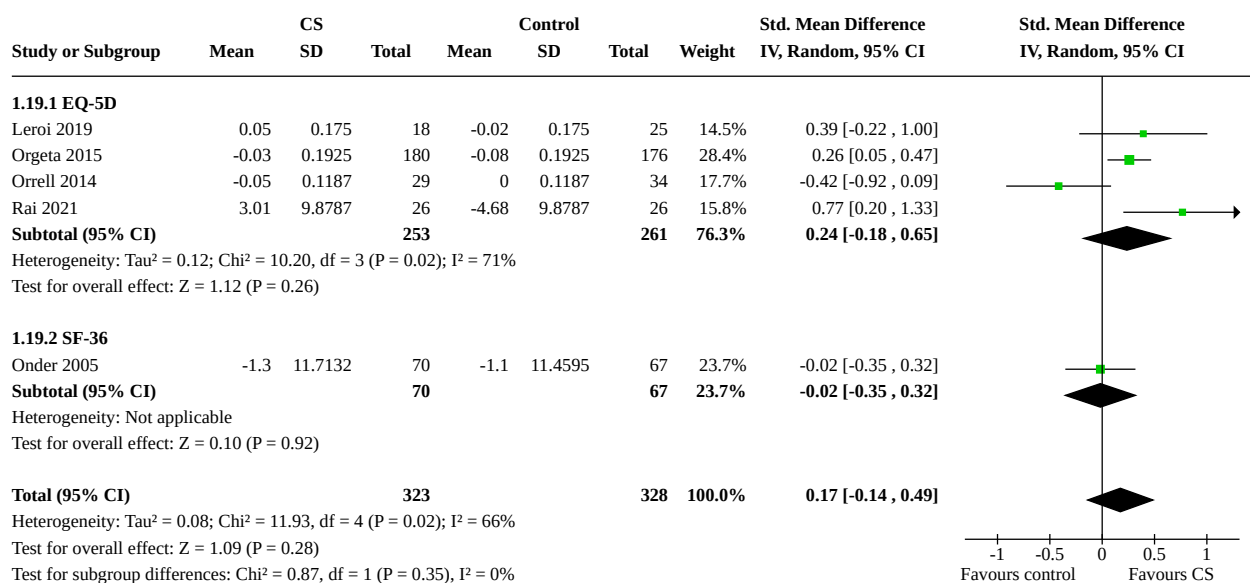 CS Control Std. Mean Difference Std. Mean Difference
Study or Subgroup Mean SD Total Mean SD Total Weight IV, Random, 95% CI IV, Random, 95% CI
1.19.1 EQ-5D
Leroi 2019 0.05 0.175 18 -0.02 0.175 25 14.5% 0.39 [-0.22 , 1.00]
Orgeta 2015 -0.03 0.1925 180 -0.08 0.1925 176 28.4% 0.26 [0.05 , 0.47]
Orrell 2014 -0.05 0.1187 29 0 0.1187 34 17.7% -0.42 [-0.92 , 0.09]
Rai 2021 3.01 9.8787 26 -4.68 9.8787 26 15.8% 0.77 [0.20 , 1.33]
Subtotal (95% CI) 253 261 76.3% 0.24 [-0.18 , 0.65]
Heterogeneity: Tau² = 0.12; Chi² = 10.20, df = 3 (P = 0.02); I² = 71%
Test for overall effect: Z = 1.12 (P = 0.26)
1.19.2 SF-36
Onder 2005 -1.3 11.7132 70 -1.1 11.4595 67 23.7% -0.02 [-0.35 , 0.32]
Subtotal (95% CI) 70 67 23.7% -0.02 [-0.35 , 0.32]
Heterogeneity: Not applicable
Test for overall effect: Z = 0.10 (P = 0.92)
Total (95% CI) 323 328 100.0% 0.17 [-0.14 , 0.49]
Heterogeneity: Tau² = 0.08; Chi² = 11.93, df = 4 (P = 0.02); I² = 66%
Test for overall effect: Z = 1.09 (P = 0.28)
Test for subgroup differences: Chi² = 0.87, df = 1 (P = 0.35), I² = 0%
-1 -0.5 0 0.5 1
Favours control Favours CS